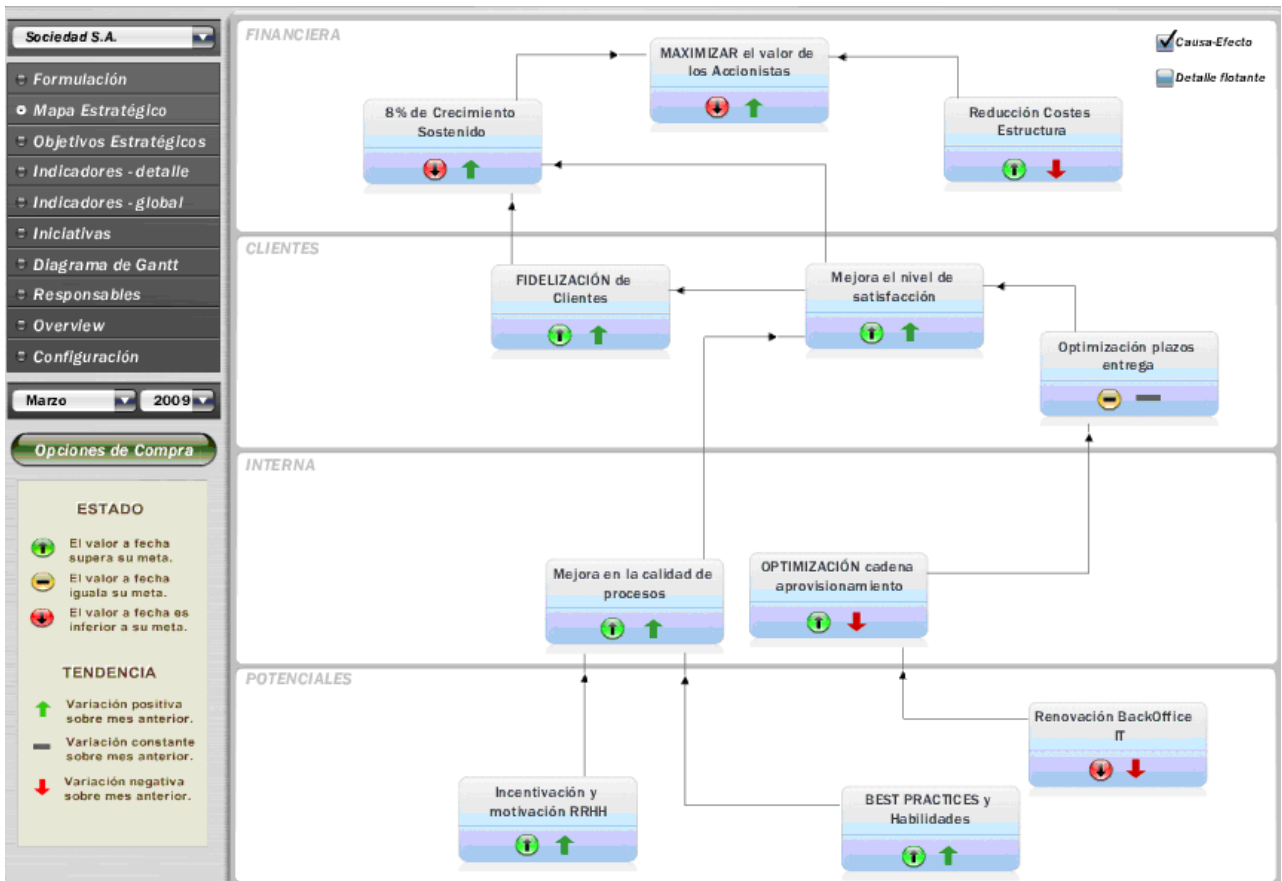 Sociedad S.A.
Formulación
Mapa Estratégico
Objetivos Estratégicos
Indicadores - detalle
Indicadores - global
Iniciativas
Diagrama de Gantt
Responsables
Overview
Configuración
Marzo
2009
Opciones de Compra
ESTADO
El valor a fecha
supera su meta.
El valor a fecha
iguala su meta.
El valor a fecha es
inferior a su meta.
TENDENCIA
Variación positiva
sobre mes anterior.
Variación constante
sobre mes anterior.
Variación negativa
sobre mes anterior.
FINANCIERA
Causa-Efecto
Detalle flotante
MAXIMIZAR el valor de
los Accionistas
8% de Crecimiento
Sostenido
Reducción Costes
Estructura
CLIENTES
FIDELIZACIÓN de
Clientes
Mejora el nivel de
satisfacción
Optimización plazos
entrega
INTERNA
Mejora en la calidad de
procesos
OPTIMIZACIÓN cadena
aprovisionamiento
POTENCIALES
Renovación BackOffice
IT
Incentivación y
motivación RRHH
BEST PRACTICES y
Habilidades